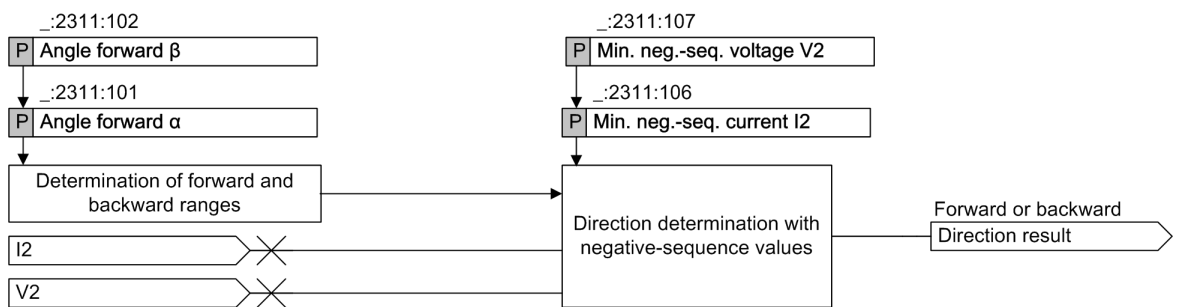 _:2311:102
P Angle forward β
_:2311:101
P Angle forward α
Determination of forward and
backward ranges
I2
V2
_:2311:107
P Min. neg.-seq. voltage V2
_:2311:106
P Min. neg.-seq. current I2
Direction determination with
negative-sequence values
Forward or backward
Direction result